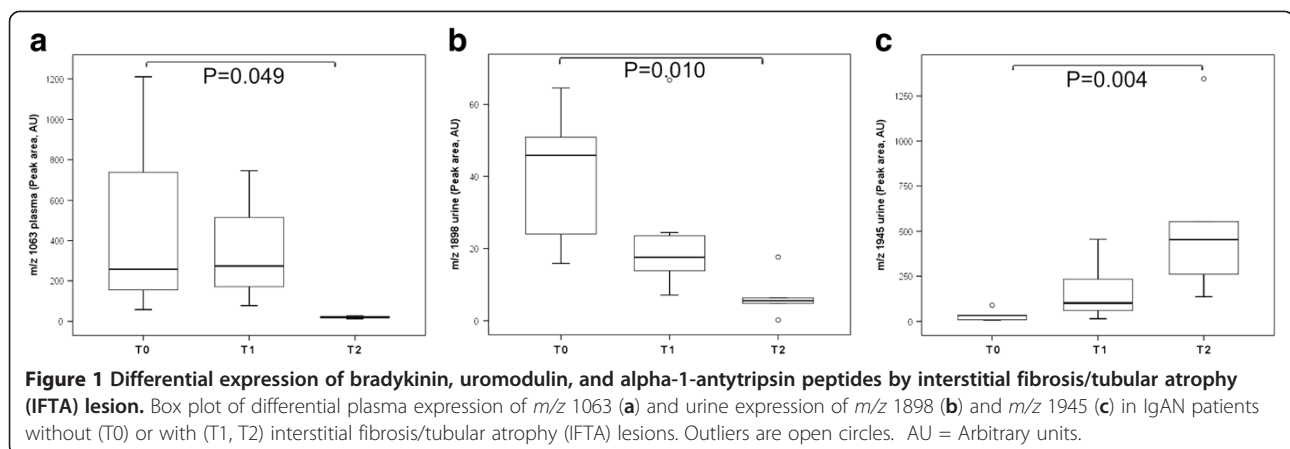 a
P=0.049
m/z 1063 plasma (Peak area, AU)
1200
1000
800
600
400
200
0
T0 T1 T2
b
P=0.010
m/z 1898 urine (Peak area, AU)
60
40
20
0
T0 T1 T2
c
P=0.004
m/z 1945 urine (Peak area, AU)
1250
1000
750
500
250
0
T0 T1 T2
Figure 1 Differential expression of bradykinin, uromodulin, and alpha-1-antytripsin peptides by interstitial fibrosis/tubular atrophy
(IFTA) lesion. Box plot of differential plasma expression of m/z 1063 (a) and urine expression of m/z 1898 (b) and m/z 1945 (c) in IgAN patients
without (T0) or with (T1, T2) interstitial fibrosis/tubular atrophy (IFTA) lesions. Outliers are open circles. AU = Arbitrary units.